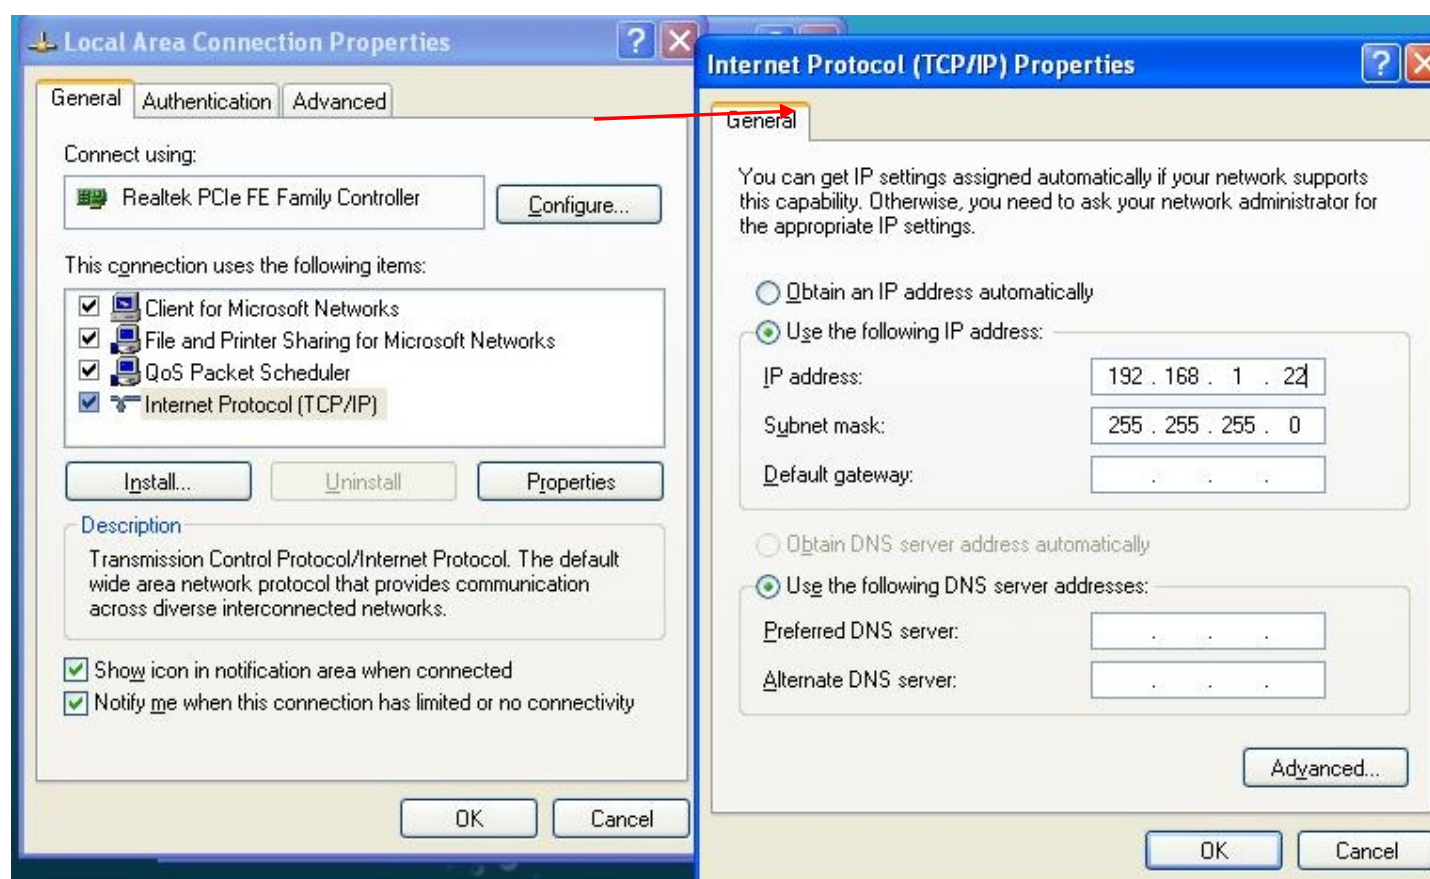 Local Area Connection Properties
General Authentication Advanced
Connect using:
Realtek PCIe FE Family Controller
Configure...
This connection uses the following items:
Client for Microsoft Networks
File and Printer Sharing for Microsoft Networks
QoS Packet Scheduler
Internet Protocol (TCP/IP)
Install... Uninstall Properties
Description
Transmission Control Protocol/Internet Protocol. The default
wide area network protocol that provides communication
across diverse interconnected networks.
Show icon in notification area when connected
Notify me when this connection has limited or no connectivity
OK Cancel
Internet Protocol (TCP/IP) Properties
General
You can get IP settings assigned automatically if your network supports
this capability. Otherwise, you need to ask your network administrator for
the appropriate IP settings.
Obtain an IP address automatically
Use the following IP address:
IP address: 192 . 168 . 1 . 22
Subnet mask: 255 . 255 . 255 . 0
Default gateway: . . .
Obtain DNS server address automatically
Use the following DNS server addresses:
Preferred DNS server: . . .
Alternate DNS server: . . .
Advanced...
OK Cancel